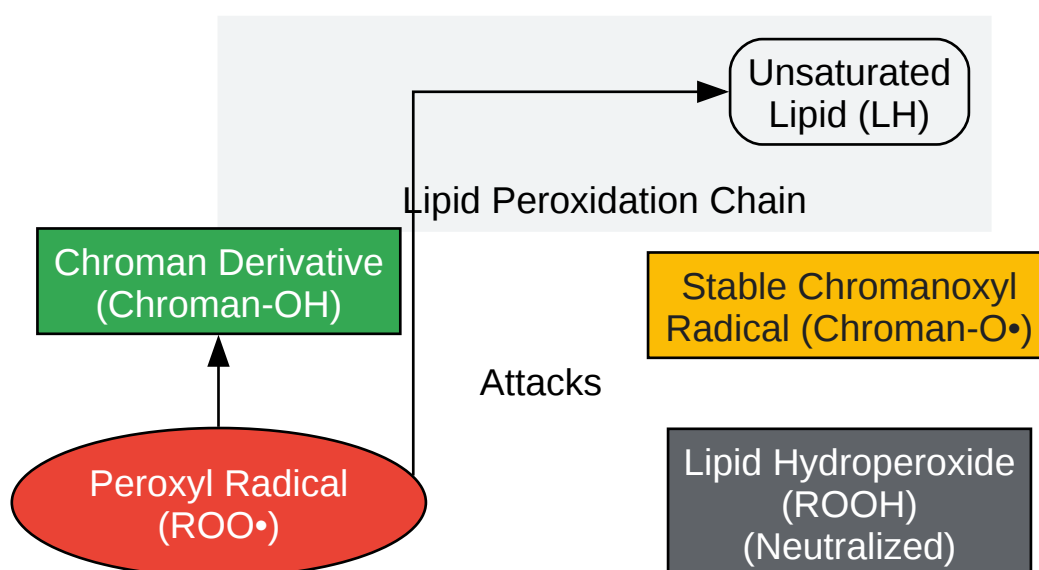 Unsaturated
Lipid (LH)
Lipid Peroxidation Chain
Chroman Derivative
(Chroman-OH)
Stable Chromanoxyl
Radical (Chroman-O•)
Attacks
Peroxyl Radical
(ROO•)
Lipid Hydroperoxide
(ROOH)
(Neutralized)